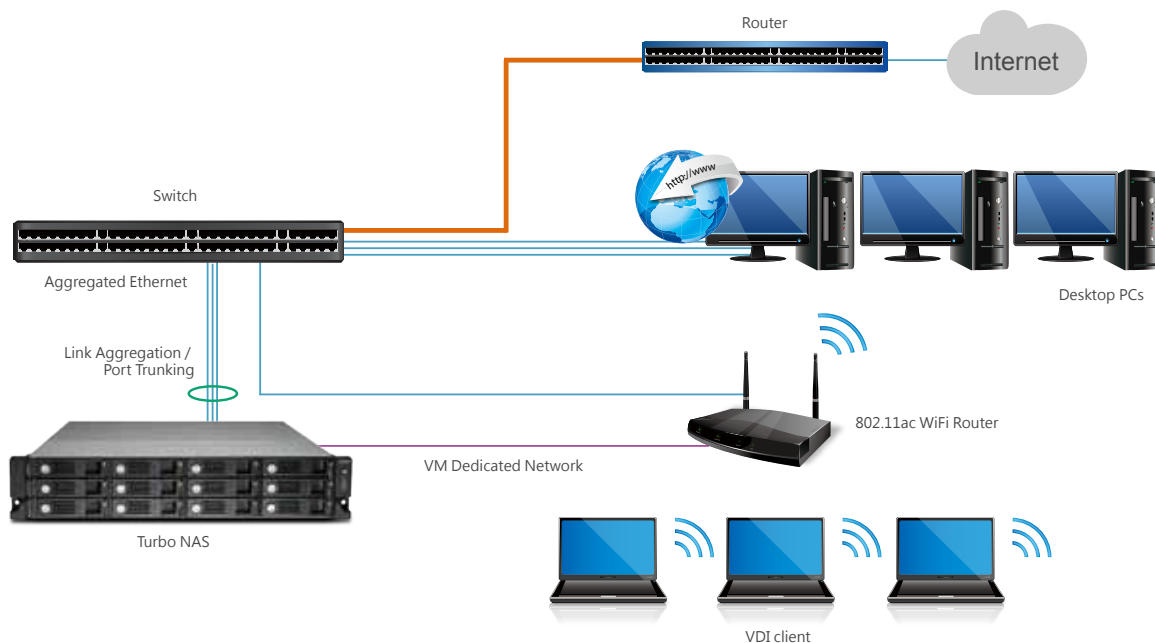 Router
Internet
http://www
Switch
Aggregated Ethernet
Desktop PCs
Link Aggregation /
Port Trunking
802.11ac WiFi Router
VM Dedicated Network
Turbo NAS
VDI client